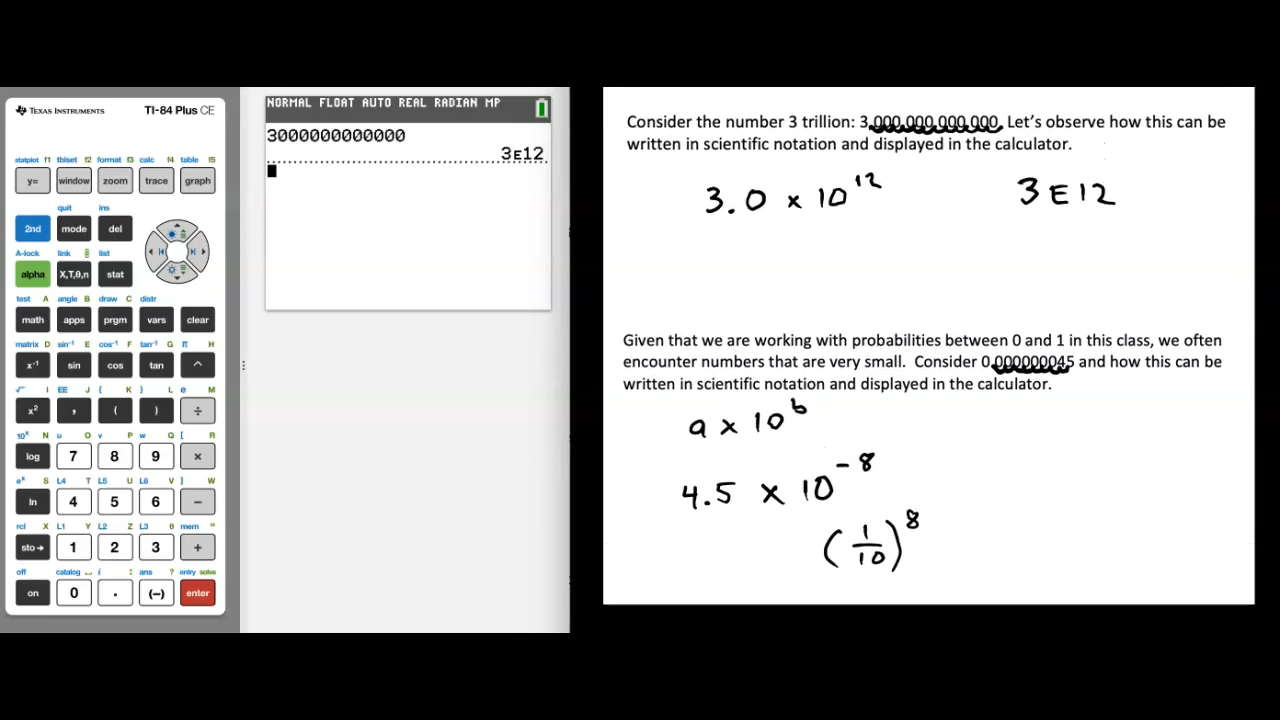 TEXAS INSTRUMENTS TI-84 Plus CE
statplot f1 tblset f2 format f3 calc f4 table f5
y= window zoom trace graph
quit ins
2nd mode del
A-lock link list
alpha X,T,θ,n stat
test A angle B draw C distr
math apps prgm vars clear
matrix D sin⁻¹ E cos⁻¹ F tan⁻¹ G π H
x⁻¹ sin cos tan ^
√ I EE J { K } L e M
x² , ( ) ÷
10ˣ N u O v P w Q [ R
log 7 8 9 ×
eˣ S L4 T L5 U L6 V ] W
ln 4 5 6 −
rcl X L1 Y L2 Z L3 θ mem "
sto→ 1 2 3 +
off catalog i : ans ? entry solve
on 0 . (−) enter
NORMAL FLOAT AUTO REAL RADIAN MP
3000000000000
3E12
Consider the number 3 trillion: 3,000,000,000,000. Let's observe how this can be
written in scientific notation and displayed in the calculator.
3.0 × 10¹² 3E12
Given that we are working with probabilities between 0 and 1 in this class, we often
encounter numbers that are very small. Consider 0.000000045 and how this can be
written in scientific notation and displayed in the calculator.
a × 10ᵇ
4.5 × 10⁻⁸
(1/10)⁸